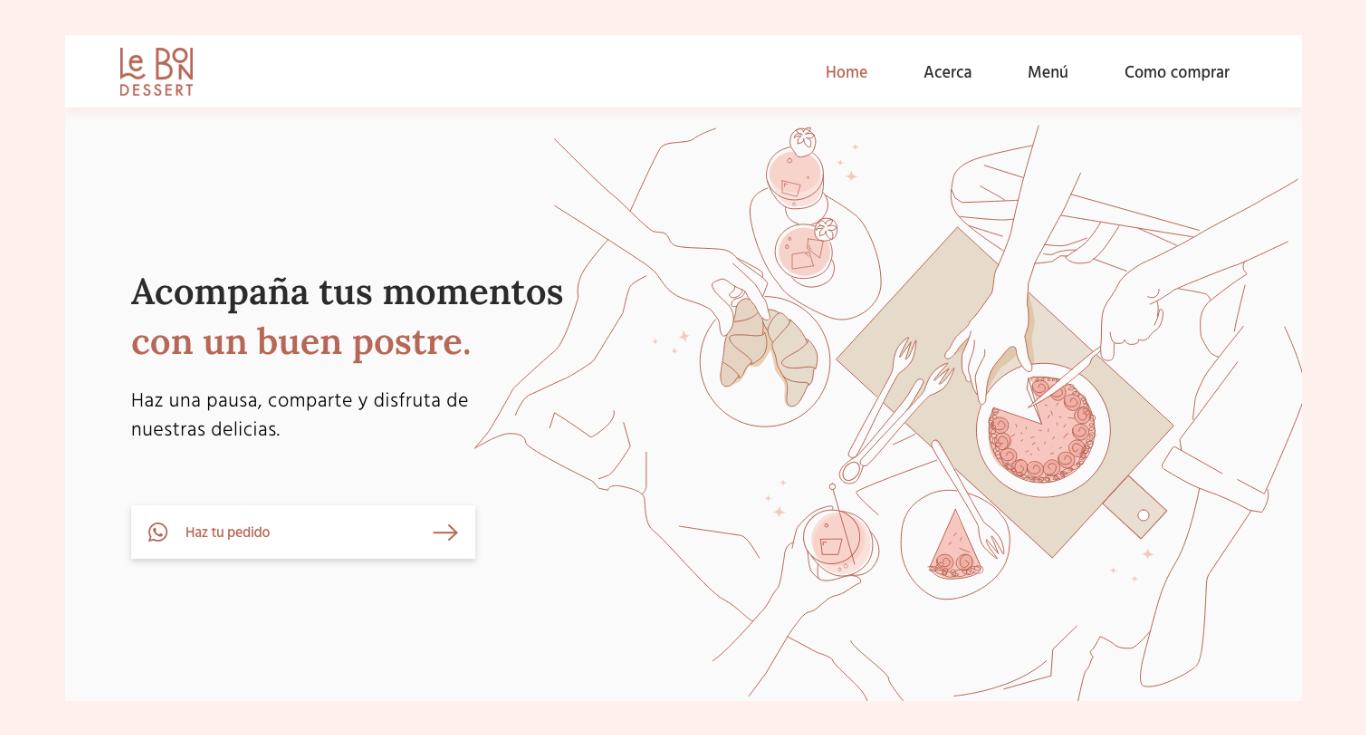 Le BON
DESSERT
Home
Acerca
Menú
Como comprar
Acompaña tus momentos
con un buen postre.
Haz una pausa, comparte y disfruta de
nuestras delicias.
Haz tu pedido